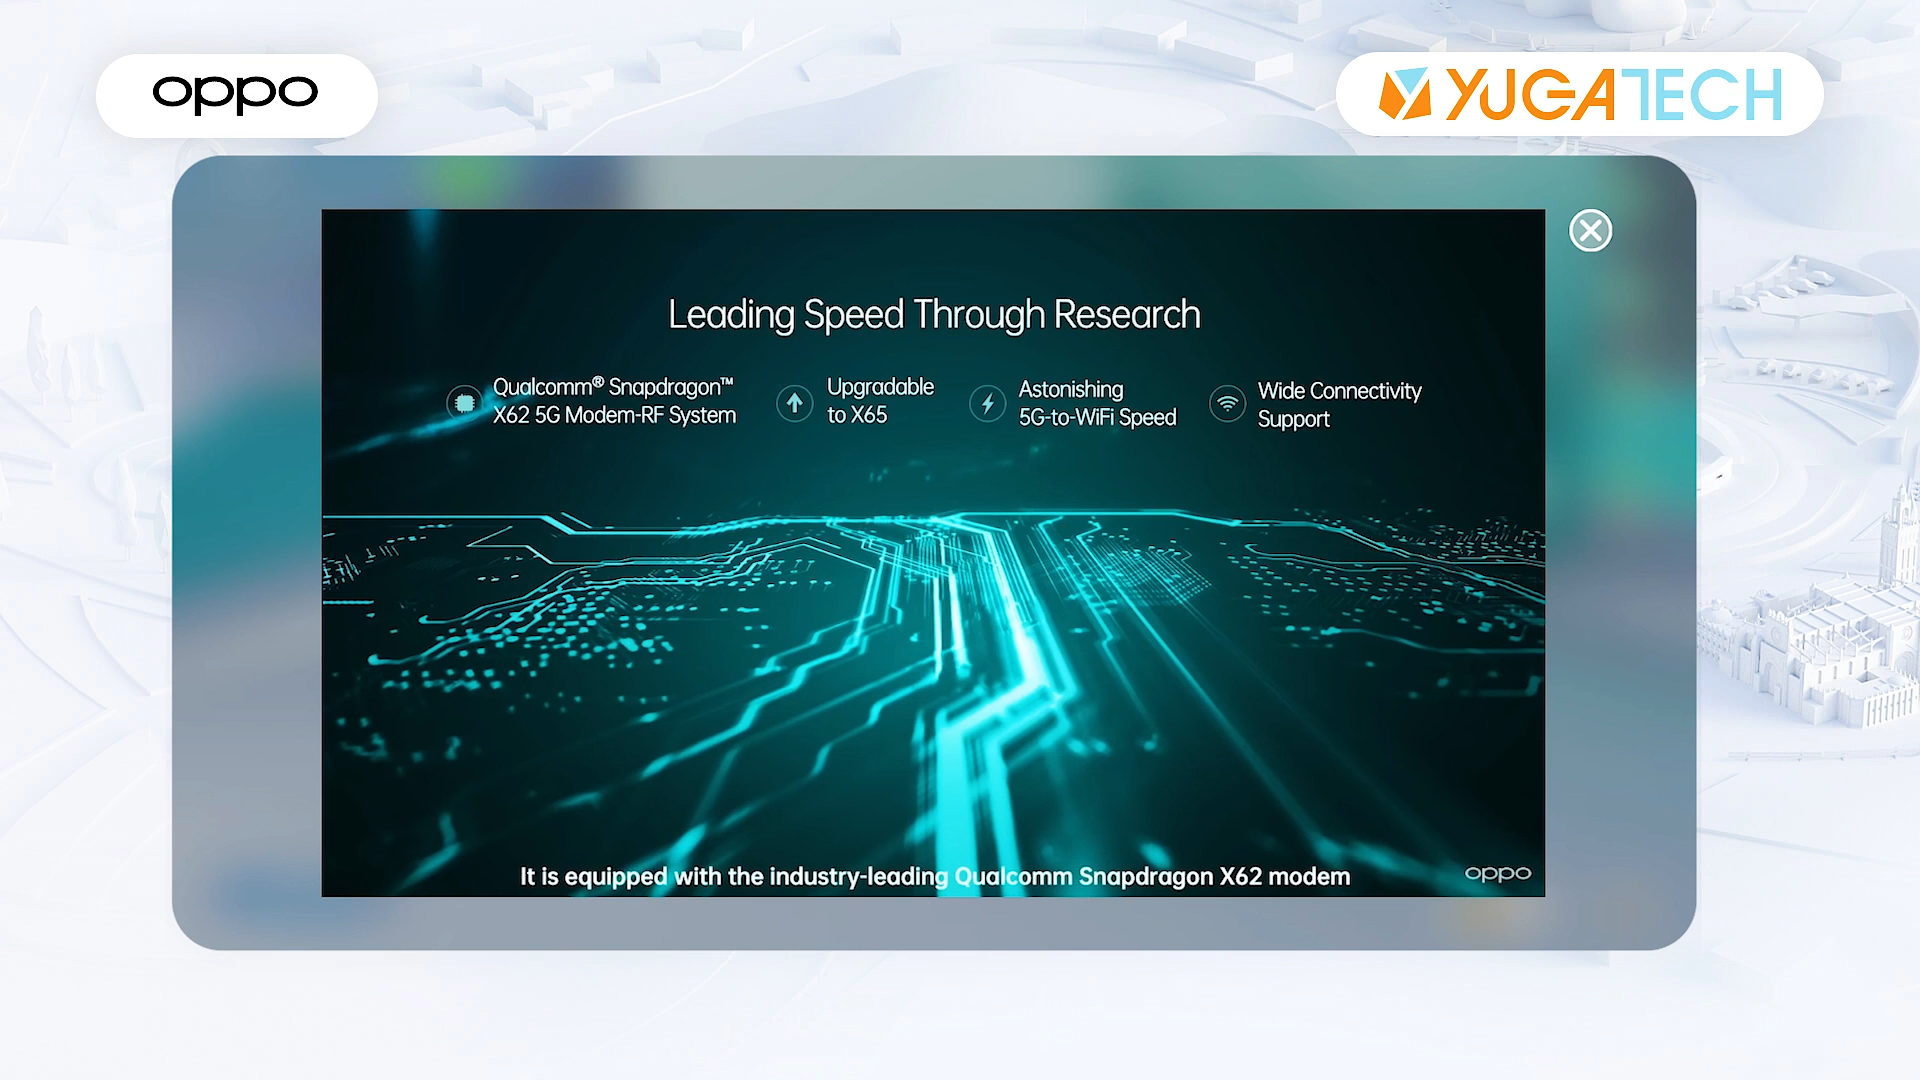 oppo
YUGATECH
Leading Speed Through Research
Qualcomm® Snapdragon™
X62 5G Modem-RF System
Upgradable
to X65
Astonishing
5G-to-WiFi Speed
Wide Connectivity
Support
It is equipped with the industry-leading Qualcomm Snapdragon X62 modem
oppo